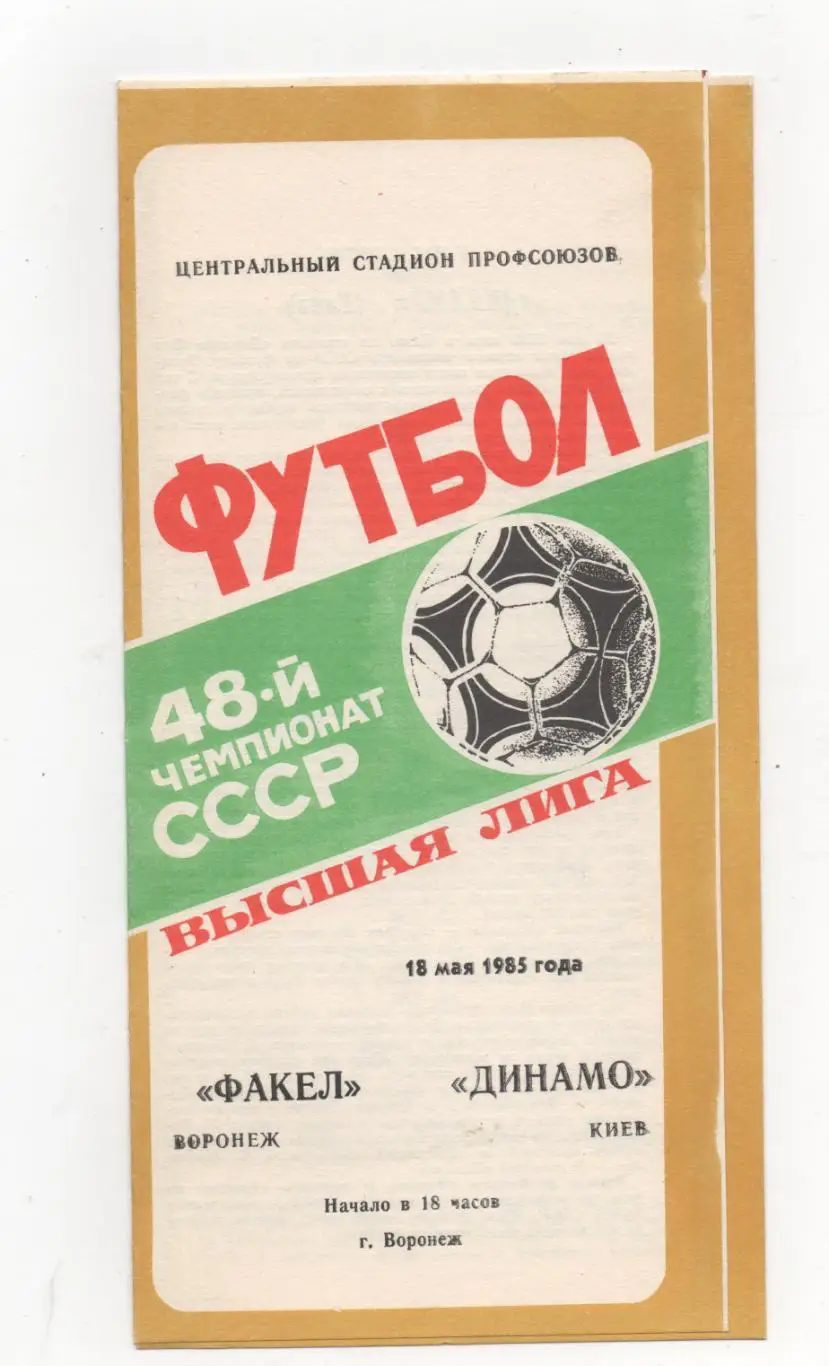 ЦЕНТРАЛЬНЫЙ СТАДИОН ПРОФСОЮЗОВ
ФУТБОЛ
48-Й
ЧЕМПИОНАТ
СССР
ВЫСШАЯ ЛИГА
18 мая 1985 года
«ФАКЕЛ» «ДИНАМО»
ВОРОНЕЖ КИЕВ
Начало в 18 часов
г. Воронеж